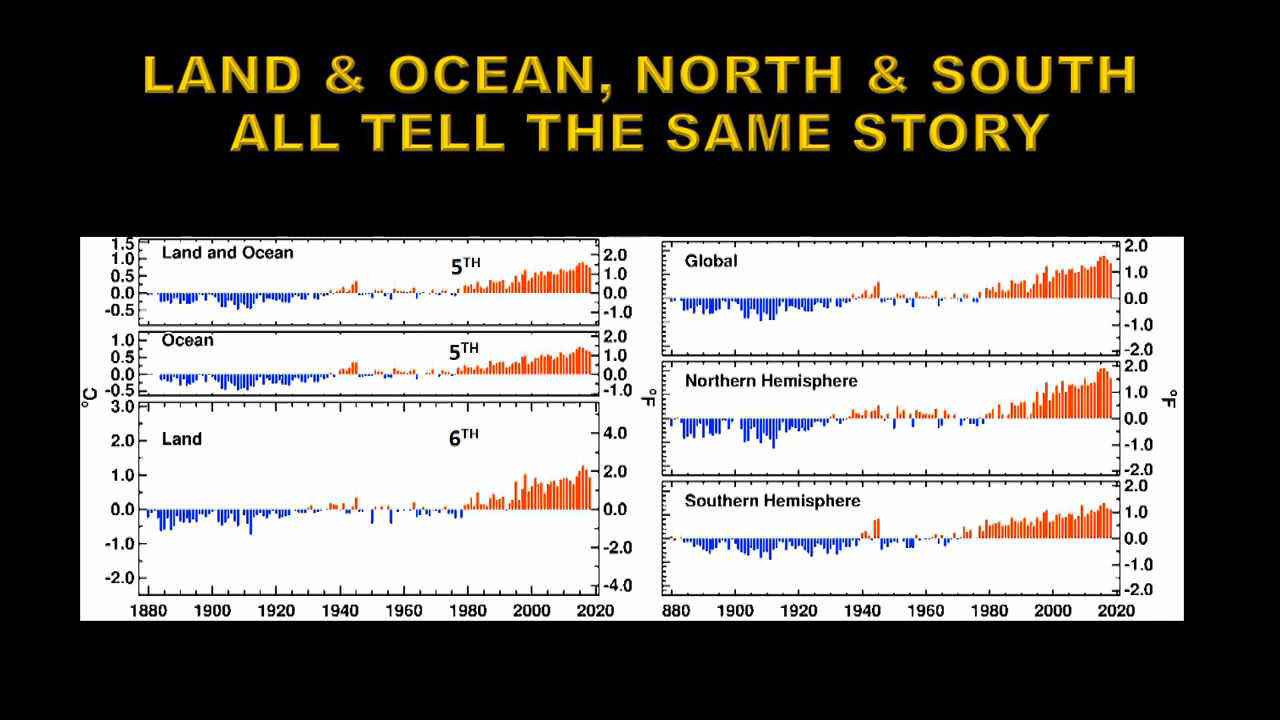 LAND & OCEAN, NORTH & SOUTH
ALL TELL THE SAME STORY
Land and Ocean
5TH
1.5
1.0
0.5
0.0
-0.5
2.0
1.0
0.0
-1.0
Ocean
5TH
1.0
0.5
0.0
-0.5
2.0
1.0
0.0
-1.0
°C
°F
Land
6TH
3.0
2.0
1.0
0.0
-1.0
-2.0
4.0
2.0
0.0
-2.0
-4.0
1880 1900 1920 1940 1960 1980 2000 2020
Global
2.0
1.0
0.0
-1.0
-2.0
Northern Hemisphere
2.0
1.0
0.0
-1.0
-2.0
°F
Southern Hemisphere
2.0
1.0
0.0
-1.0
-2.0
880 1900 1920 1940 1960 1980 2000 2020